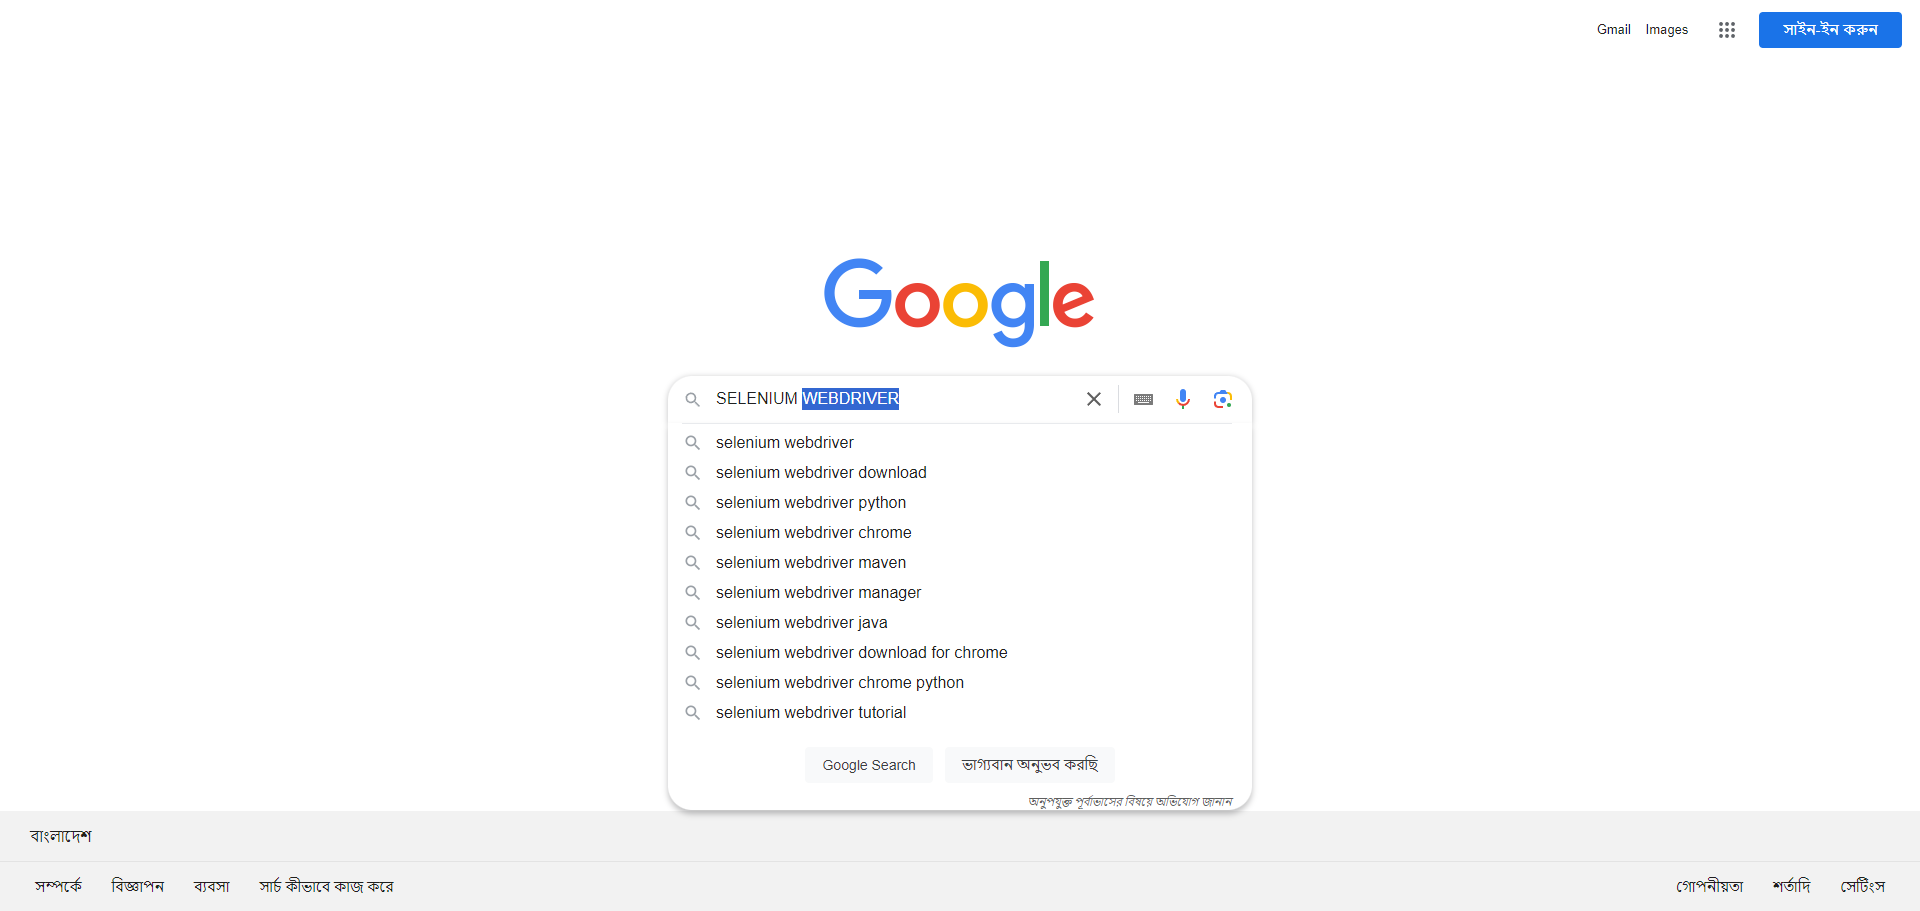 Gmail Images সাইন-ইন করুন
Google
SELENIUM WEBDRIVER
selenium webdriver
selenium webdriver download
selenium webdriver python
selenium webdriver chrome
selenium webdriver maven
selenium webdriver manager
selenium webdriver java
selenium webdriver download for chrome
selenium webdriver chrome python
selenium webdriver tutorial
Google Search ভাগ্যবান অনুভব করছি
অনুপযুক্ত পূর্বাভাসের বিষয়ে অভিযোগ জানান
বাংলাদেশ
সম্পর্কে বিজ্ঞাপন ব্যবসা সার্চ কীভাবে কাজ করে গোপনীয়তা শর্তাদি সেটিংস